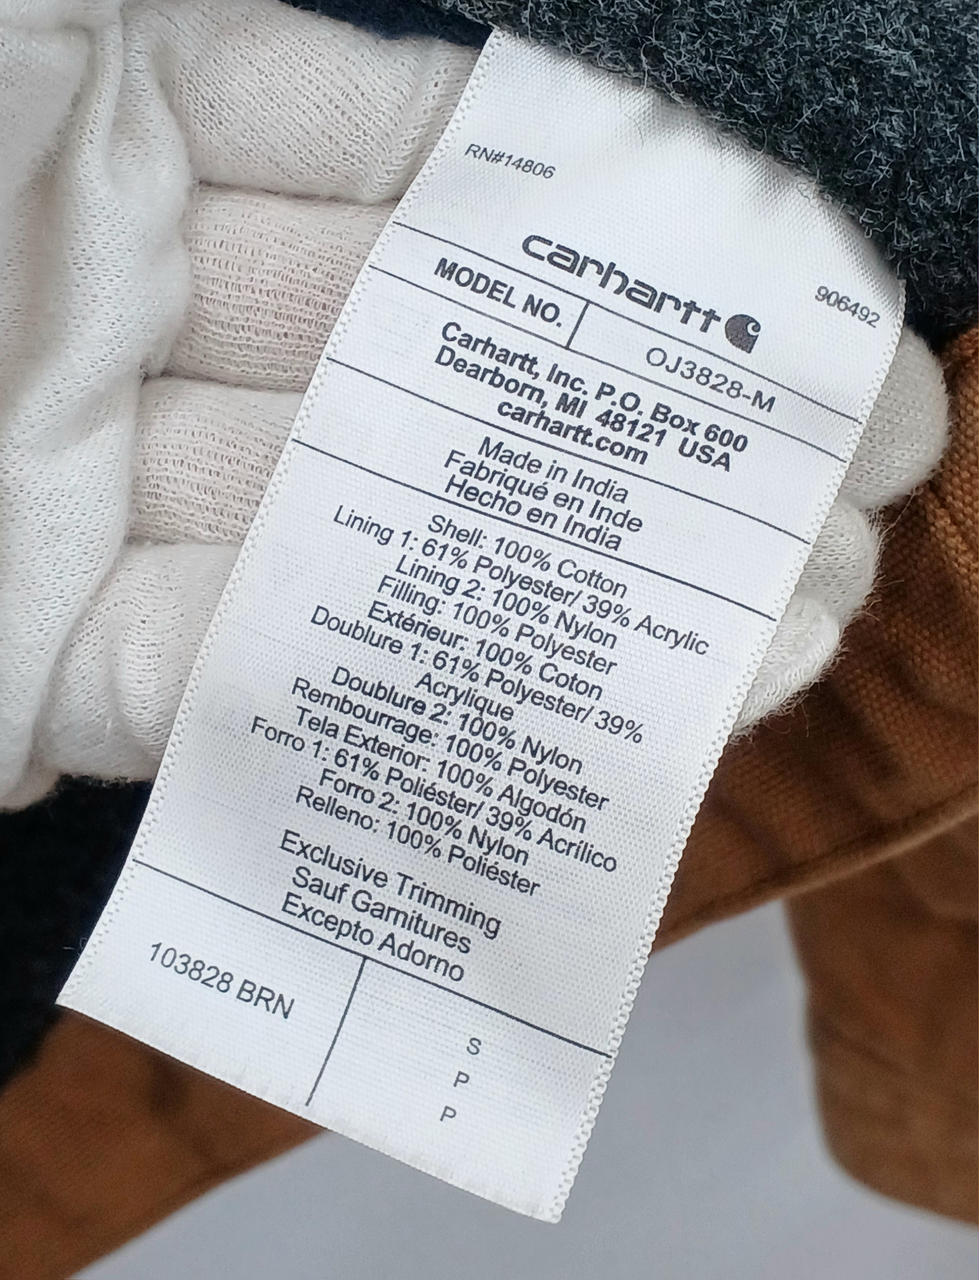 RN#14806
carhartt
906492
MODEL NO. OJ3828-M
Carhartt, Inc. P.O. Box 600
Dearborn, MI 48121 USA
carhartt.com
Made in India
Fabriqué en Inde
Hecho en India
Shell: 100% Cotton
Lining 1: 61% Polyester/ 39% Acrylic
Lining 2: 100% Nylon
Filling: 100% Polyester
Extérieur: 100% Coton
Doublure 1: 61% Polyester/ 39%
Acrylique
Doublure 2: 100% Nylon
Rembourrage: 100% Polyester
Tela Exterior: 100% Algodón
Forro 1: 61% Poliéster/ 39% Acrílico
Forro 2: 100% Nylon
Relleno: 100% Poliéster
Exclusive Trimming
Sauf Garnitures
Excepto Adorno
103828 BRN
S
P
P